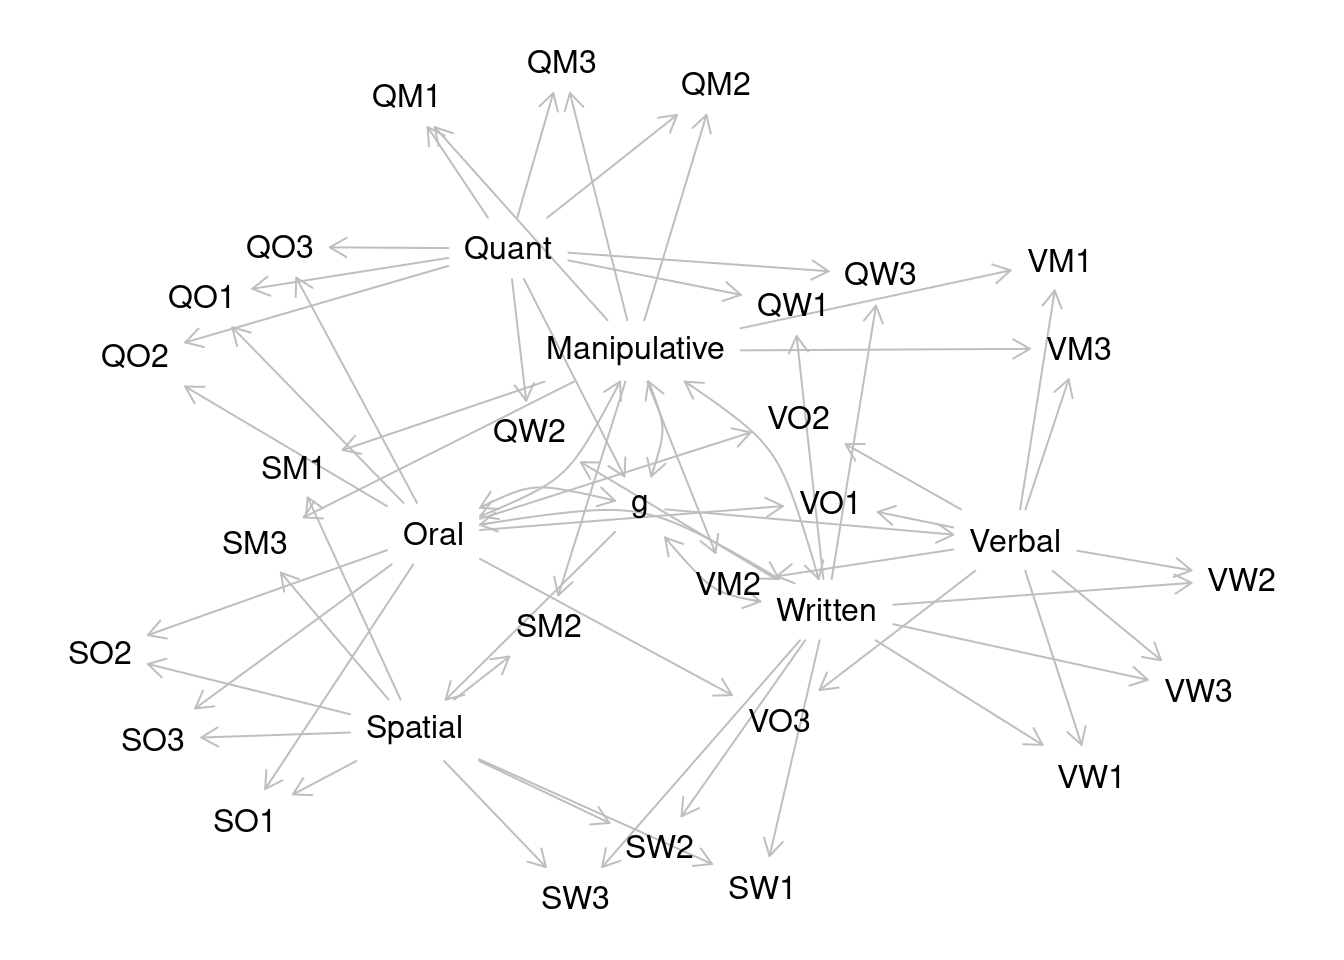 QM3
QM2
QM1
QO3
Quant
VM1
QW3
QO1
QW1
Manipulative
VM3
QO2
VO2
QW2
SM1
g
VO1
Oral
Verbal
SM3
VW2
VM2
Written
SM2
SO2
VW3
VO3
Spatial
SO3
VW1
SO1
SW2
SW1
SW3